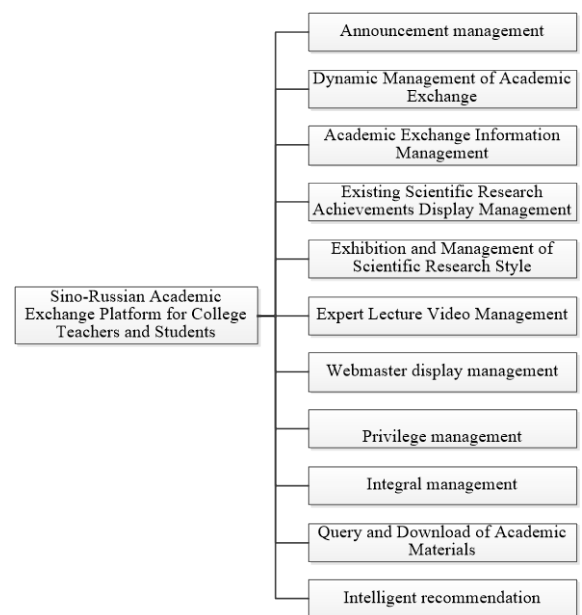 Announcement management
Dynamic Management of Academic
Exchange
Academic Exchange Information
Management
Existing Scientific Research
Achievements Display Management
Exhibition and Management of
Scientific Research Style
Sino-Russian Academic
Exchange Platform for College
Teachers and Students
Expert Lecture Video Management
Webmaster display management
Privilege management
Integral management
Query and Download of Academic
Materials
Intelligent recommendation